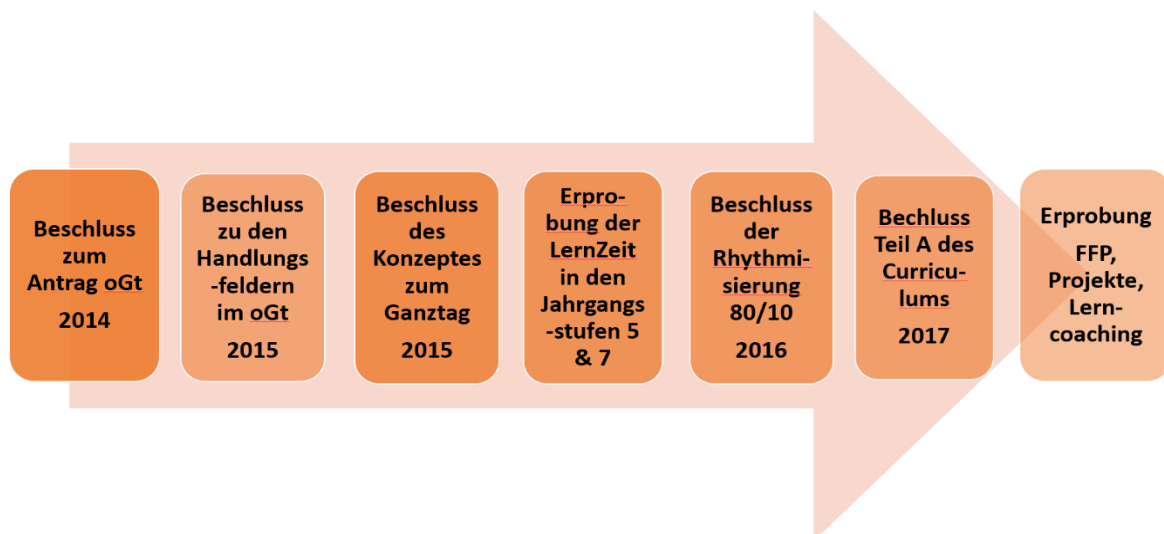 Beschluss
zum
Antrag oGt
2014
Beschluss
zu den
Handlungs
-feldern
im oGt
2015
Beschluss
des
Konzeptes
zum
Ganztag
2015
Erpro-
bung der
LernZeit
in den
Jahrgangs
-stufen 5
& 7
Beschluss
der
Rhythmi-
sierung
80/10
2016
Bechluss
Teil A des
Curricu-
lums
2017
Erprobung
FFP,
Projekte,
Lern-
coaching